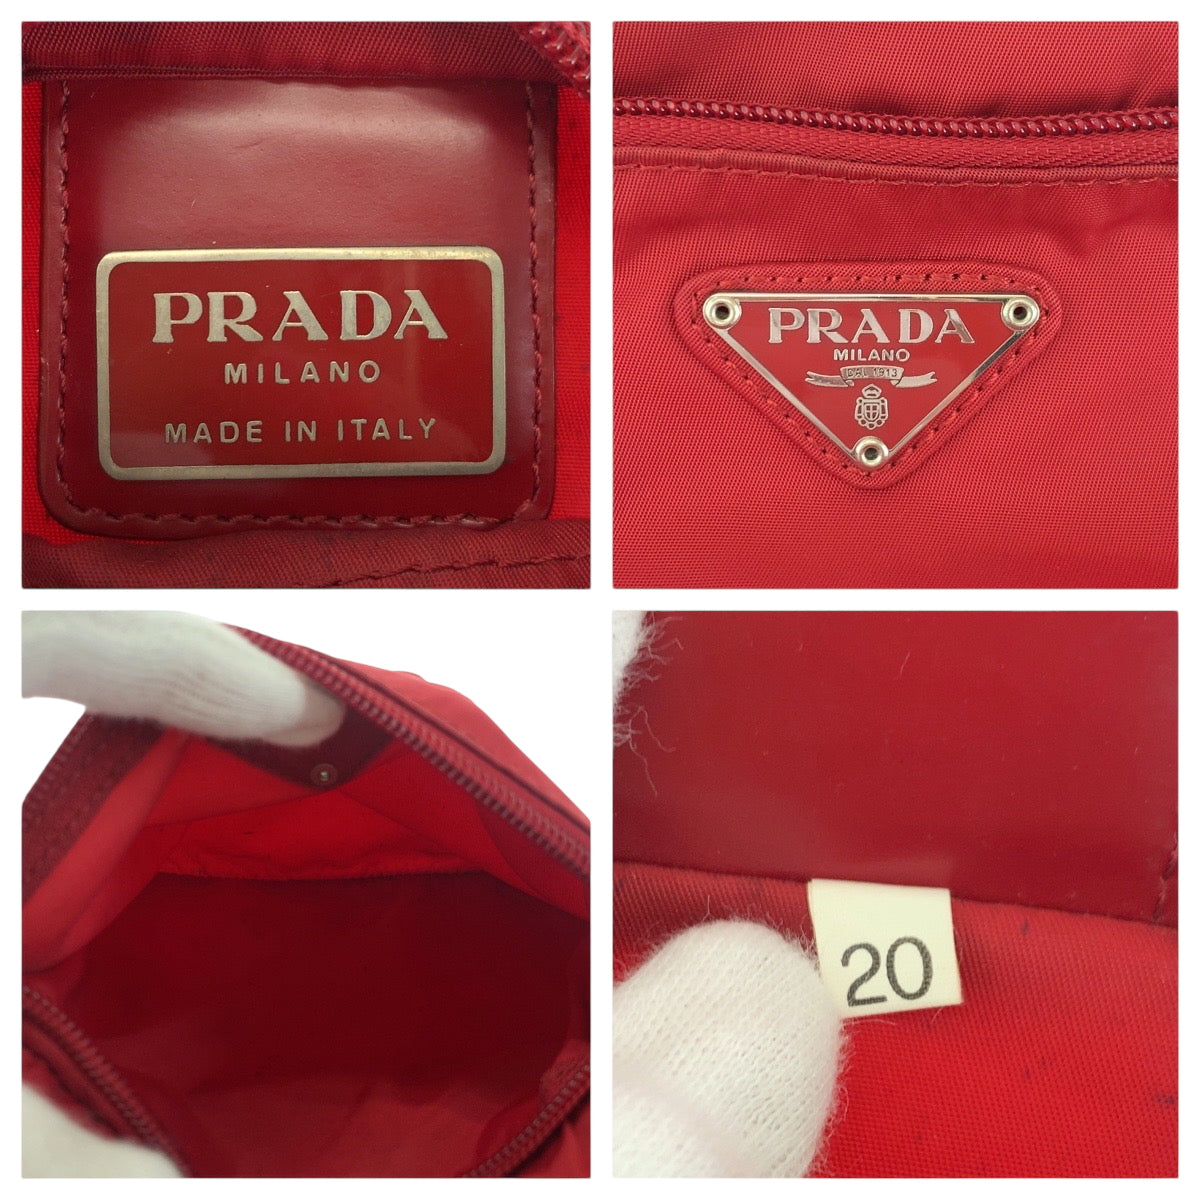 PRADA
MILANO
MADE IN ITALY
PRADA
MILANO
DAL 1913
20